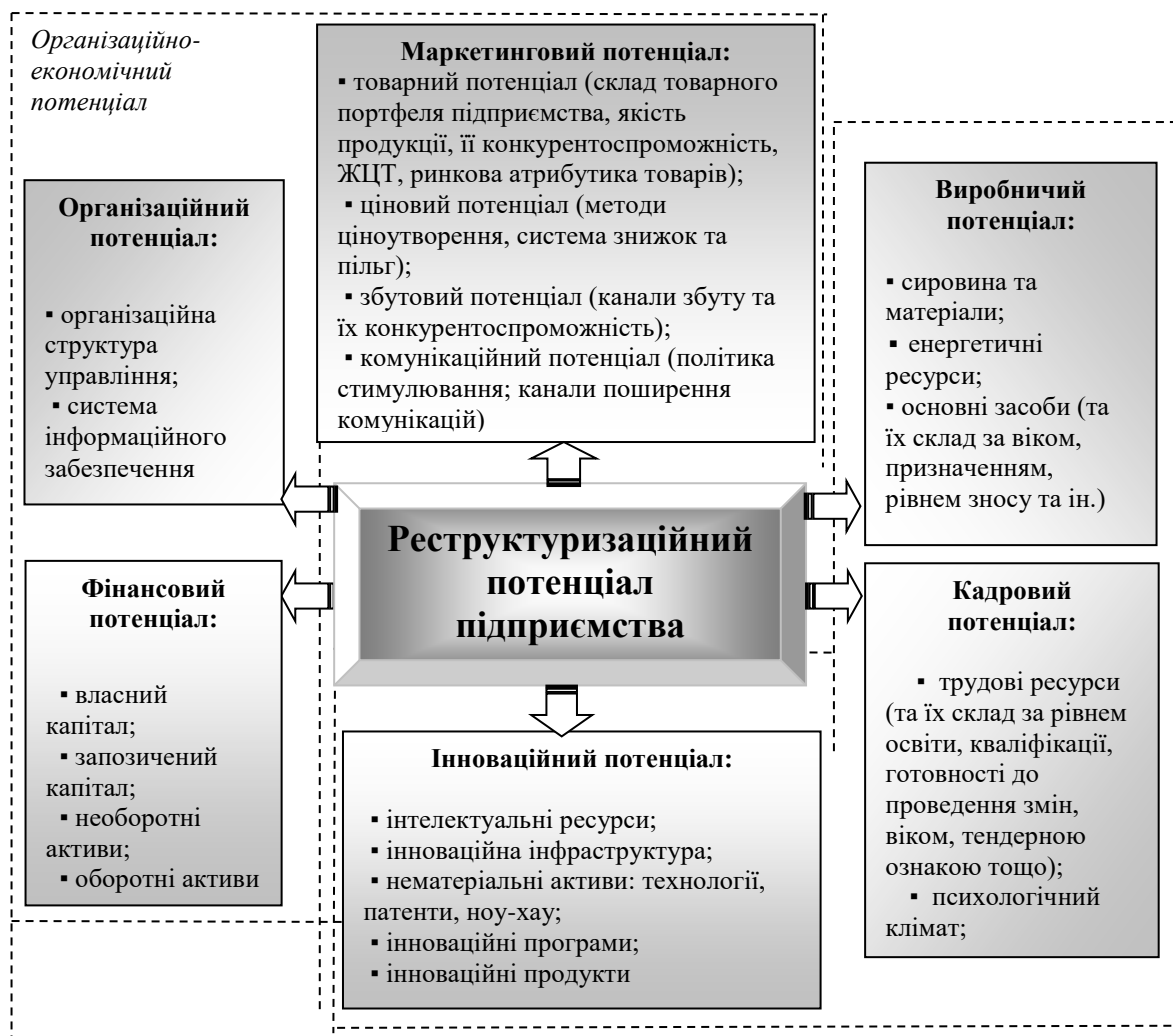 Організаційно-
економічний
потенціал
Маркетинговий потенціал:
▪ товарний потенціал (склад товарного
портфеля підприємства, якість
продукції, її конкурентоспроможність,
ЖЦТ, ринкова атрибутика товарів);
▪ ціновий потенціал (методи
ціноутворення, система знижок та
пільг);
▪ збутовий потенціал (канали збуту та
їх конкурентоспроможність);
▪ комунікаційний потенціал (політика
стимулювання; канали поширення
комунікацій)
Організаційний
потенціал:
▪ організаційна
структура
управління;
▪ система
інформаційного
забезпечення
Виробничий
потенціал:
▪ сировина та
матеріали;
▪ енергетичні
ресурси;
▪ основні засоби (та
їх склад за віком,
призначенням,
рівнем зносу та ін.)
Реструктуризаційний
потенціал
підприємства
Фінансовий
потенціал:
▪ власний
капітал;
▪ запозичений
капітал;
▪ необоротні
активи;
▪ оборотні активи
Інноваційний потенціал:
▪ інтелектуальні ресурси;
▪ інноваційна інфраструктура;
▪ нематеріальні активи: технології,
патенти, ноу-хау;
▪ інноваційні програми;
▪ інноваційні продукти
Кадровий
потенціал:
▪ трудові ресурси
(та їх склад за рівнем
освіти, кваліфікації,
готовності до
проведення змін,
віком, тендерною
ознакою тощо);
▪ психологічний
клімат;